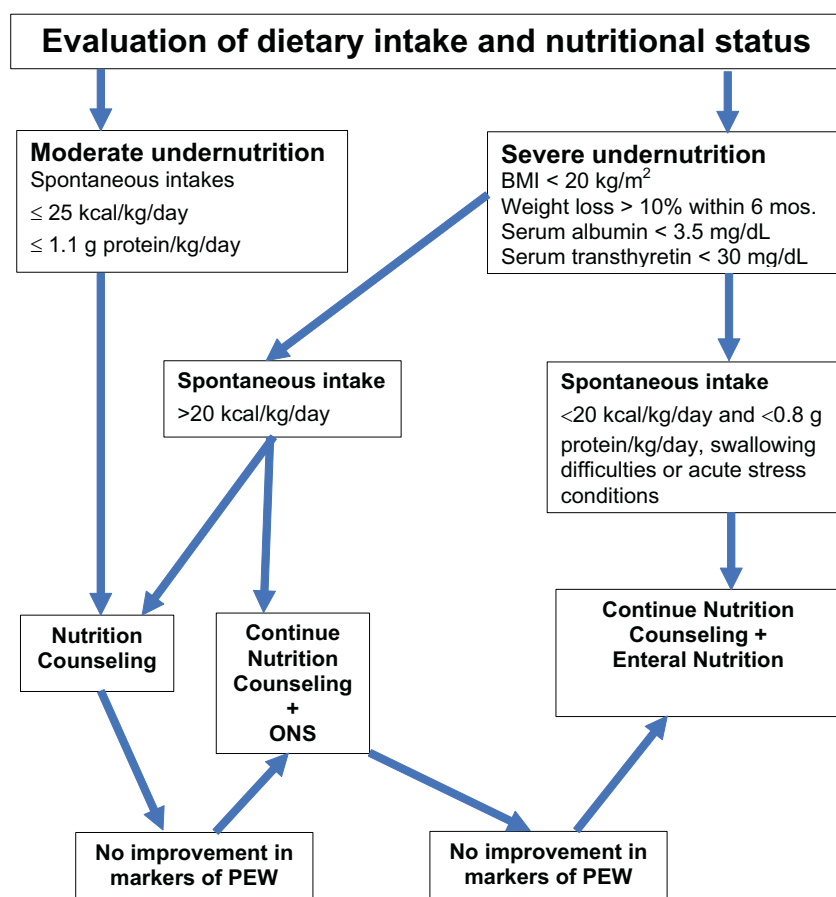 Evaluation of dietary intake and nutritional status
Moderate undernutrition
Spontaneous intakes
≤ 25 kcal/kg/day
≤ 1.1 g protein/kg/day
Severe undernutrition
BMI < 20 kg/m²
Weight loss > 10% within 6 mos.
Serum albumin < 3.5 mg/dL
Serum transthyretin < 30 mg/dL
Spontaneous intake
>20 kcal/kg/day
Spontaneous intake
<20 kcal/kg/day and <0.8 g
protein/kg/day, swallowing
difficulties or acute stress
conditions
Nutrition
Counseling
Continue
Nutrition
Counseling
+
ONS
Continue Nutrition
Counseling +
Enteral Nutrition
No improvement in
markers of PEW
No improvement in
markers of PEW